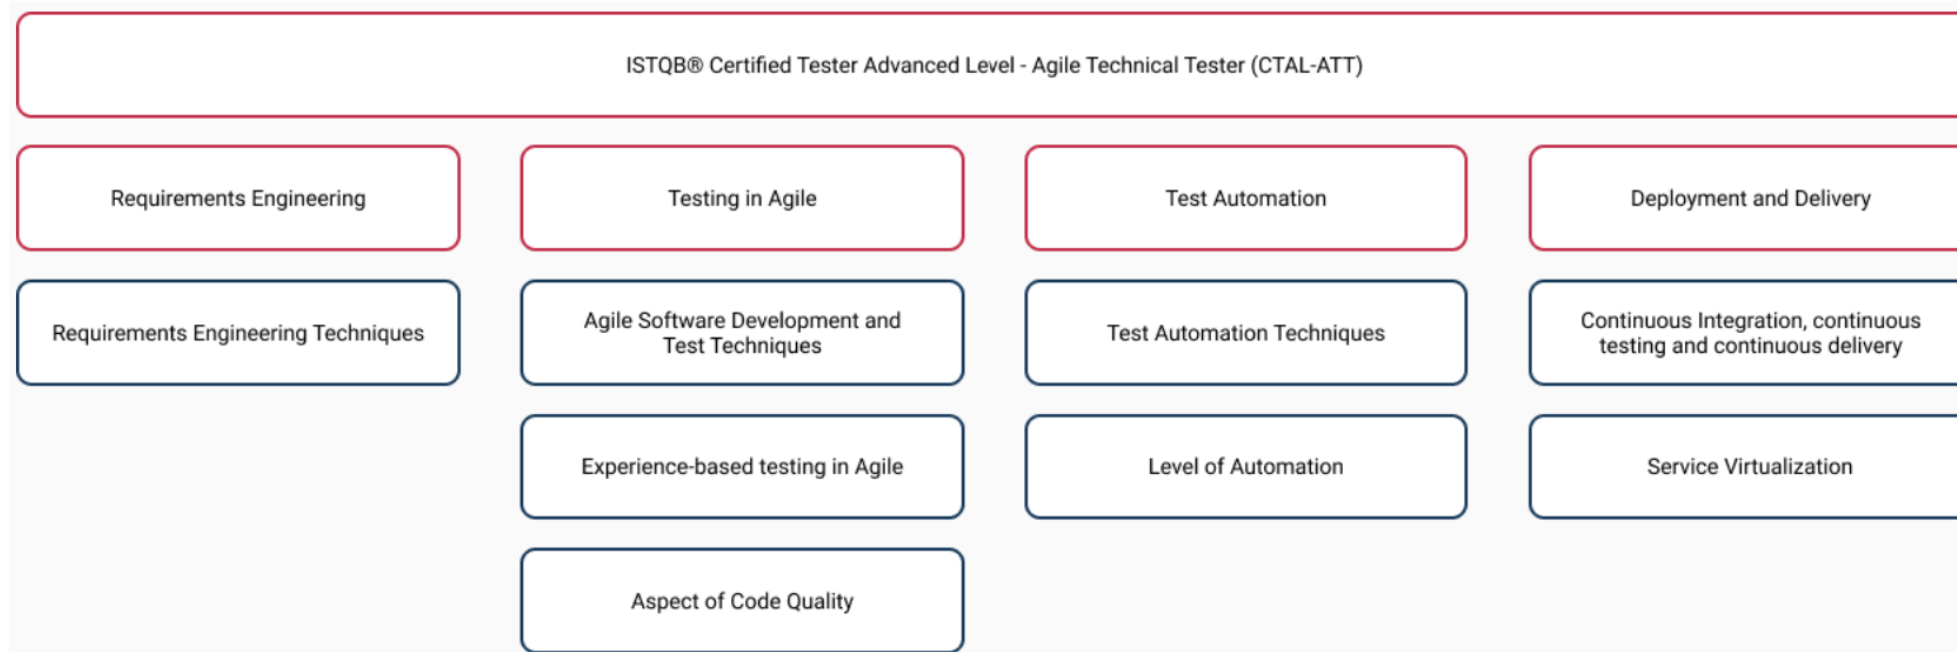 ISTQB® Certified Tester Advanced Level - Agile Technical Tester (CTAL-ATT)
Requirements Engineering
Testing in Agile
Test Automation
Deployment and Delivery
Requirements Engineering Techniques
Agile Software Development and
Test Techniques
Test Automation Techniques
Continuous Integration, continuous
testing and continuous delivery
Experience-based testing in Agile
Level of Automation
Service Virtualization
Aspect of Code Quality